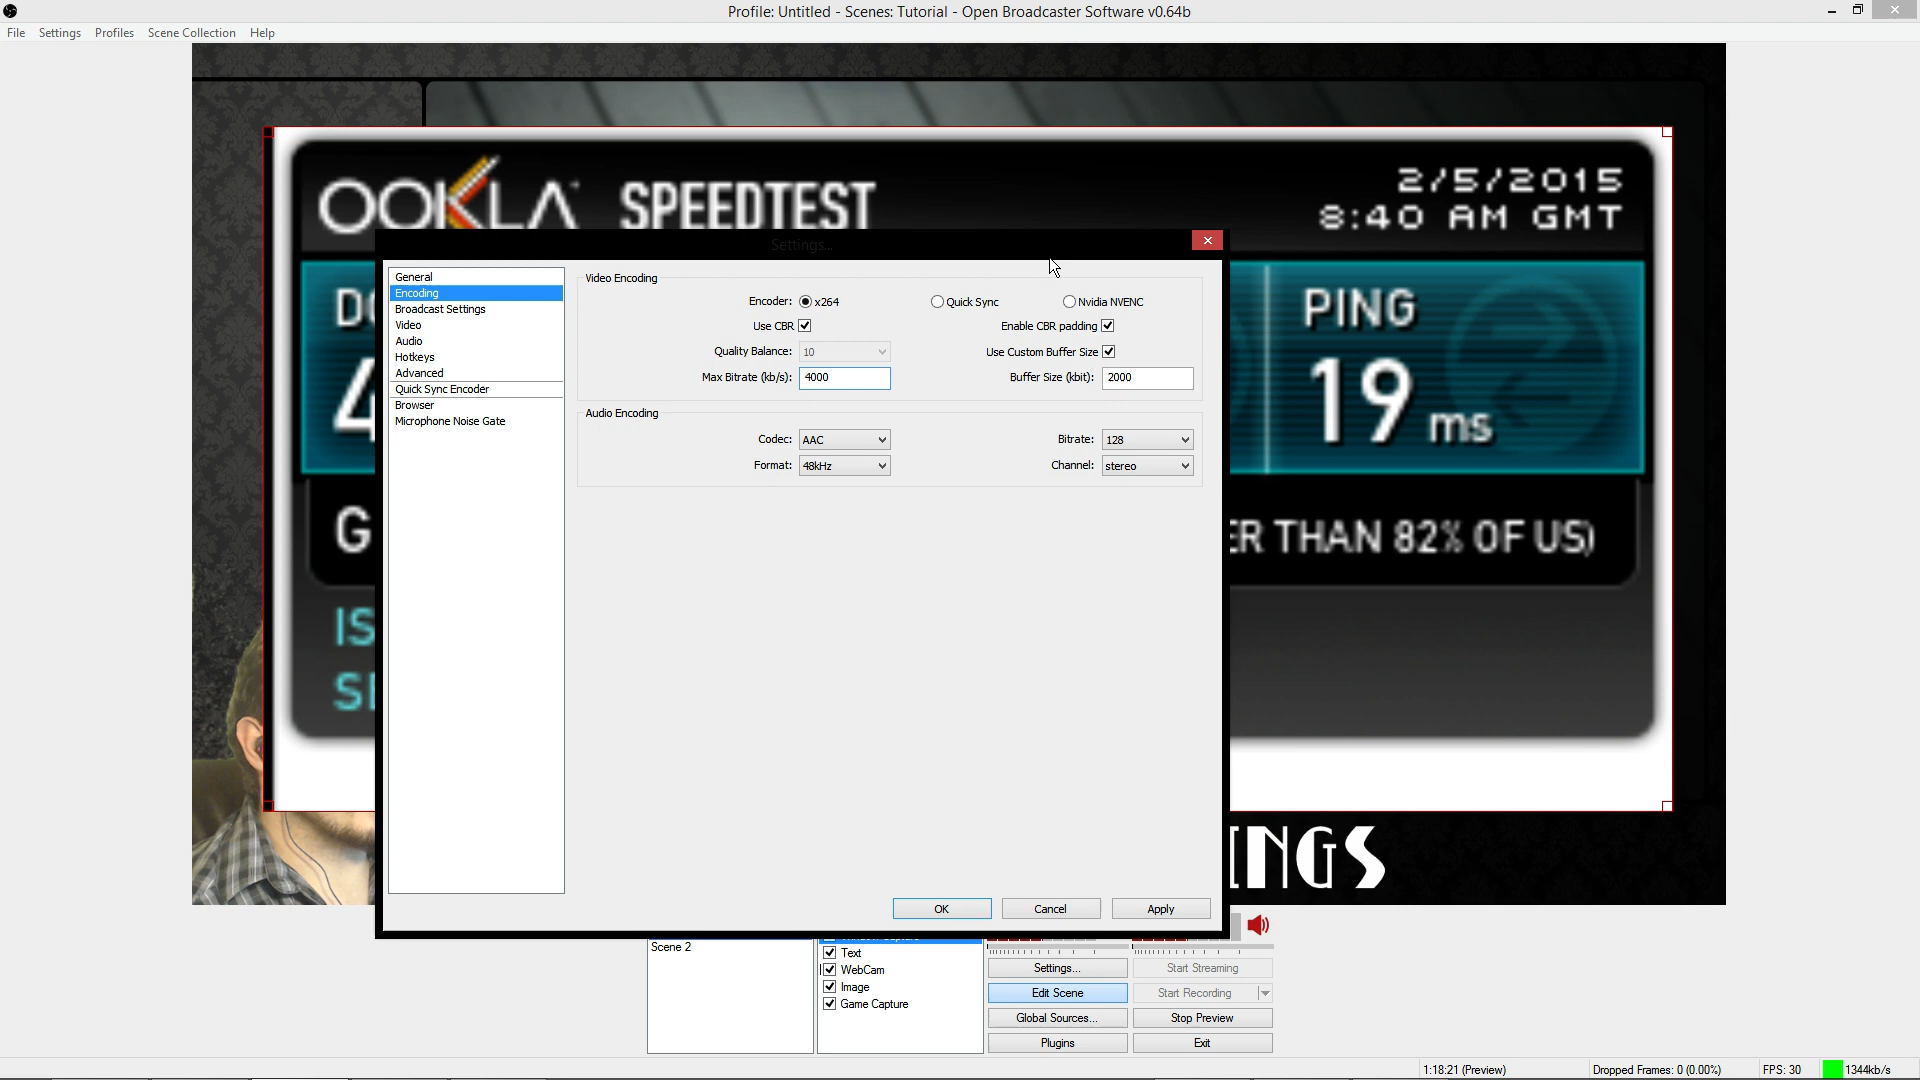 Profile: Untitled - Scenes: Tutorial - Open Broadcaster Software v0.64b
File Settings Profiles Scene Collection Help
OOKLA SPEEDTEST
2/5/2015
8:40 AM GMT
Settings...
General
Encoding
Broadcast Settings
Video
Audio
Hotkeys
Advanced
Quick Sync Encoder
Browser
Microphone Noise Gate
Video Encoding
Encoder: x264 Quick Sync Nvidia NVENC
Use CBR Enable CBR padding
Quality Balance: 10 Use Custom Buffer Size
Max Bitrate (kb/s): 4000 Buffer Size (kbit): 2000
Audio Encoding
Codec: AAC Bitrate: 128
Format: 48kHz Channel: stereo
OK Cancel Apply
D
4
PING
19 ms
G
ER THAN 82% OF US)
IS
SE
INGS
Scene 2
Text
WebCam
Image
Game Capture
Settings... Start Streaming
Edit Scene Start Recording
Global Sources... Stop Preview
Plugins Exit
1:18:21 (Preview) Dropped Frames: 0 (0.00%) FPS: 30 1344kb/s